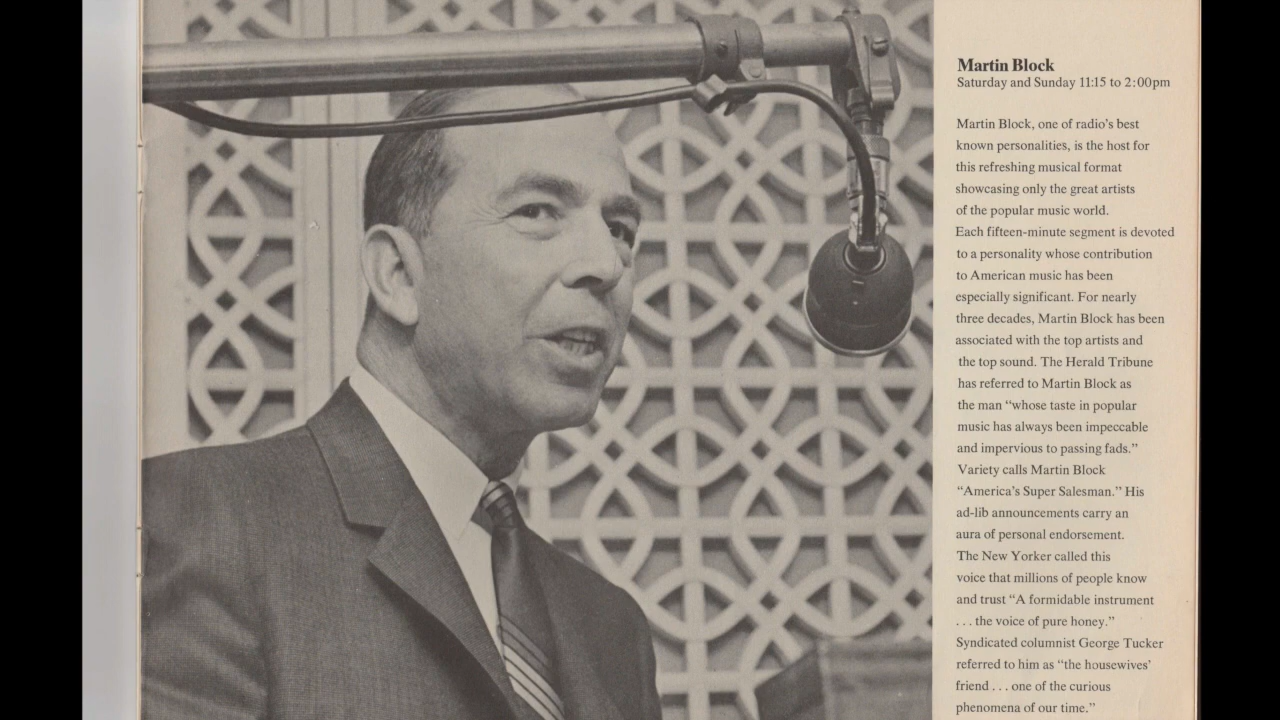 Martin Block
Saturday and Sunday 11:15 to 2:00pm
Martin Block, one of radio's best
known personalities, is the host for
this refreshing musical format
showcasing only the great artists
of the popular music world.
Each fifteen-minute segment is devoted
to a personality whose contribution
to American music has been
especially significant. For nearly
three decades, Martin Block has been
associated with the top artists and
the top sound. The Herald Tribune
has referred to Martin Block as
the man “whose taste in popular
music has always been impeccable
and impervious to passing fads.”
Variety calls Martin Block
“America's Super Salesman.” His
ad-lib announcements carry an
aura of personal endorsement.
The New Yorker called this
voice that millions of people know
and trust “A formidable instrument
. . . the voice of pure honey.”
Syndicated columnist George Tucker
referred to him as “the housewives'
friend . . . one of the curious
phenomena of our time.”